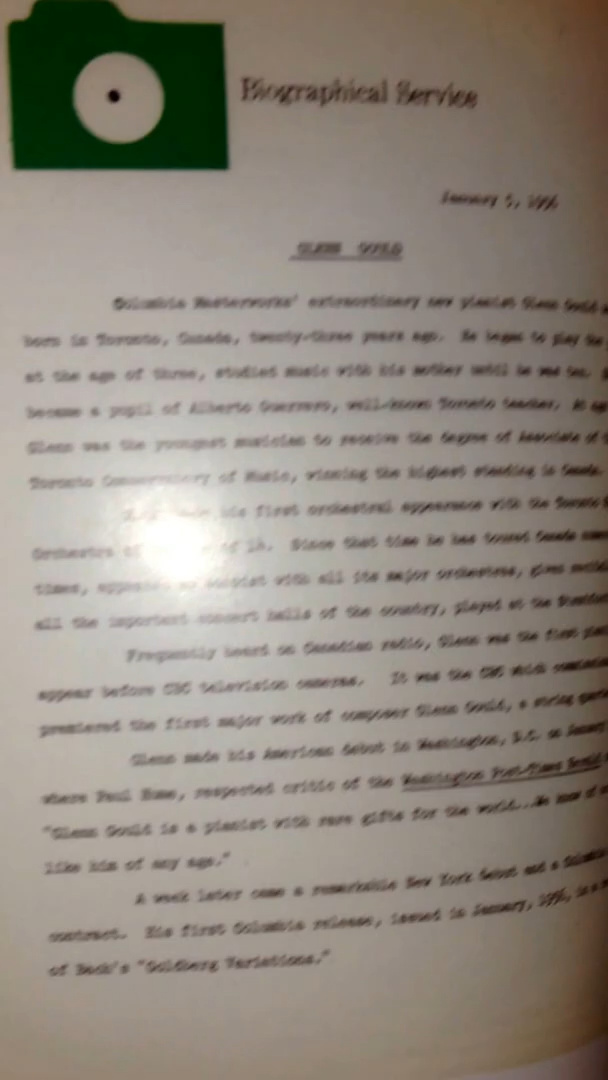 Biographical Service
January 5, 1956
GLENN GOULD
Columbia Masterworks' extraordinary new pianist Glenn Gould
born in Toronto, Canada, twenty-three years ago. He began to play the
at the age of three, studied music with his mother until he was ten.
became a pupil of Alberto Guerrero, well-known Toronto teacher. At
Glenn was the youngest musician to receive the degree of Associate of
Toronto Conservatory of Music, winning the highest standing in Canada.
his first orchestral appearance with the Toronto
Orchestra of 14. Since that time he has toured Canada
times, soloist with all its major orchestras, given
all the important concert halls of the country, played at the
Frequently heard on Canadian radio, Glenn was the first
appear before CBC television cameras. It was the CBC which
premiered the first major work of composer Glenn Gould, a string
Glenn made his American debut in Washington, D.C. on January
where Paul Hume, respected critic of the Washington Post-Times Herald
"Glenn Gould is a pianist with rare gifts for the world...We know of
like him of any age."
A week later came a remarkable New York debut and a Columbia
contract. His first Columbia release, issued in January, 1956, is a
of Bach's "Goldberg Variations."